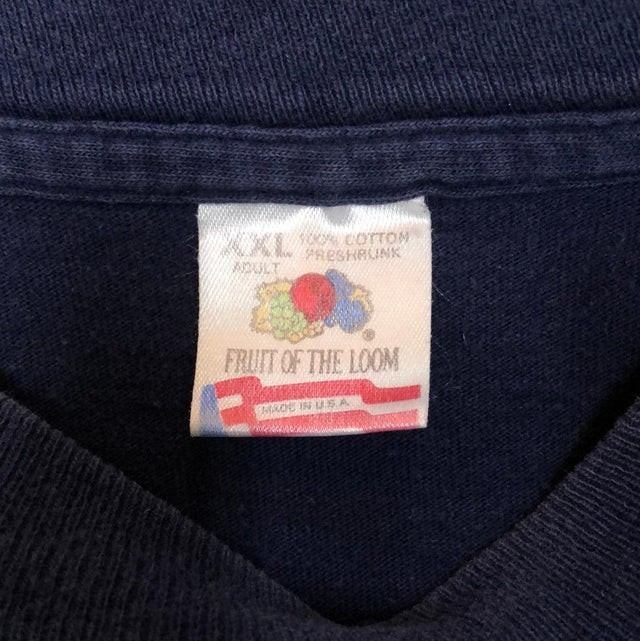 XXL 100% COTTON
ADULT PRESHRUNK
®
FRUIT OF THE LOOM
MADE IN U.S.A.